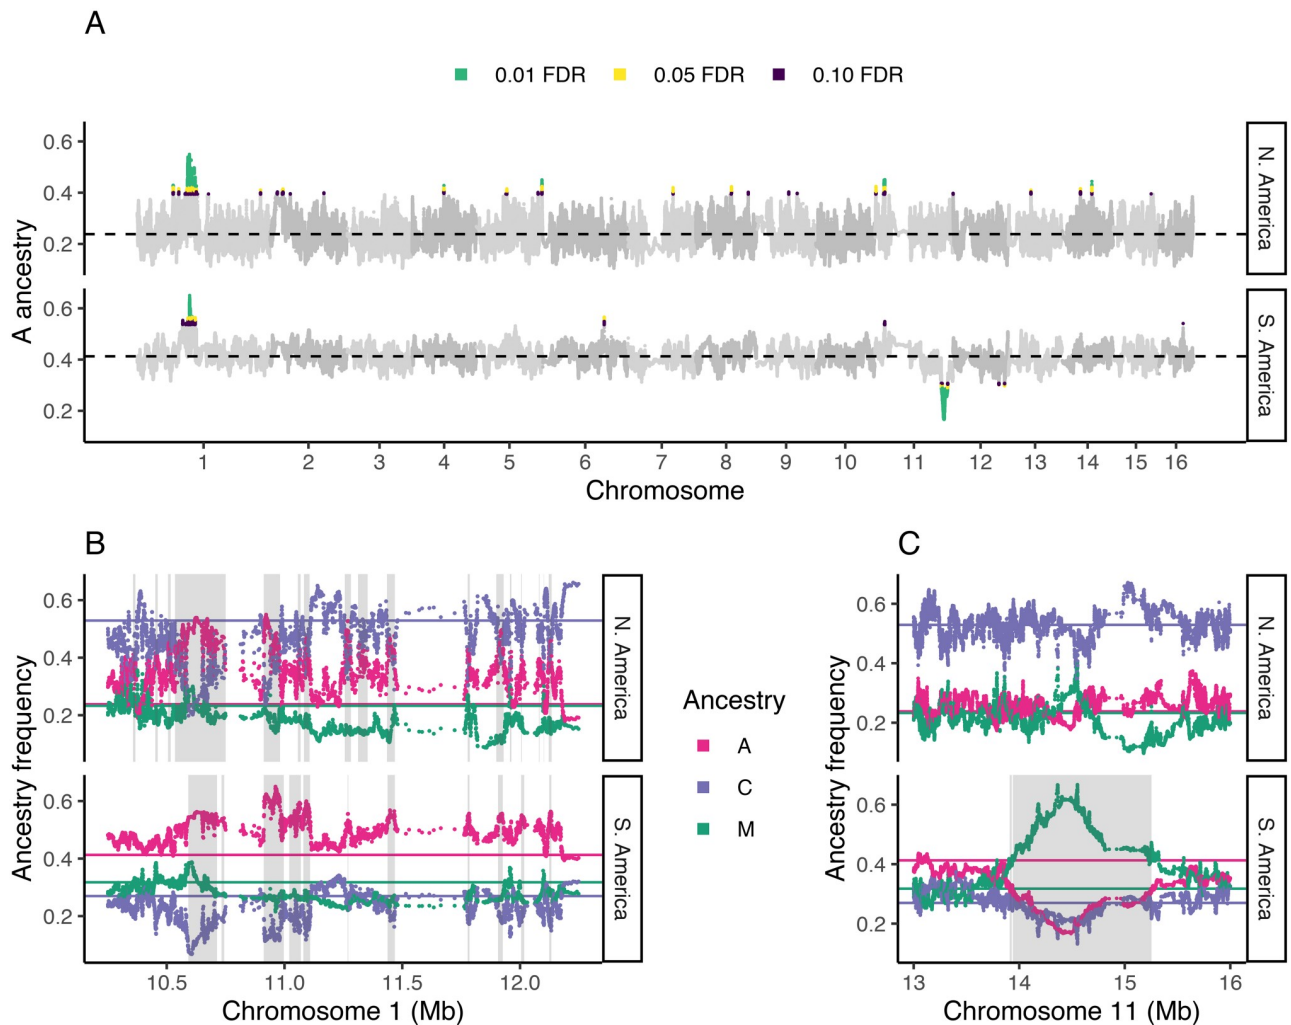 A
0.01 FDR 0.05 FDR 0.10 FDR
A ancestry
0.6
0.4
0.2
N. America
0.6
0.4
0.2
S. America
1 2 3 4 5 6 7 8 9 10 11 12 13 14 15 16
Chromosome
B
Ancestry frequency
0.6
0.4
0.2
N. America
0.6
0.4
0.2
S. America
10.5 11.0 11.5 12.0
Chromosome 1 (Mb)
Ancestry
A
C
M
C
Ancestry frequency
0.6
0.4
0.2
N. America
0.6
0.4
0.2
S. America
13 14 15 16
Chromosome 11 (Mb)